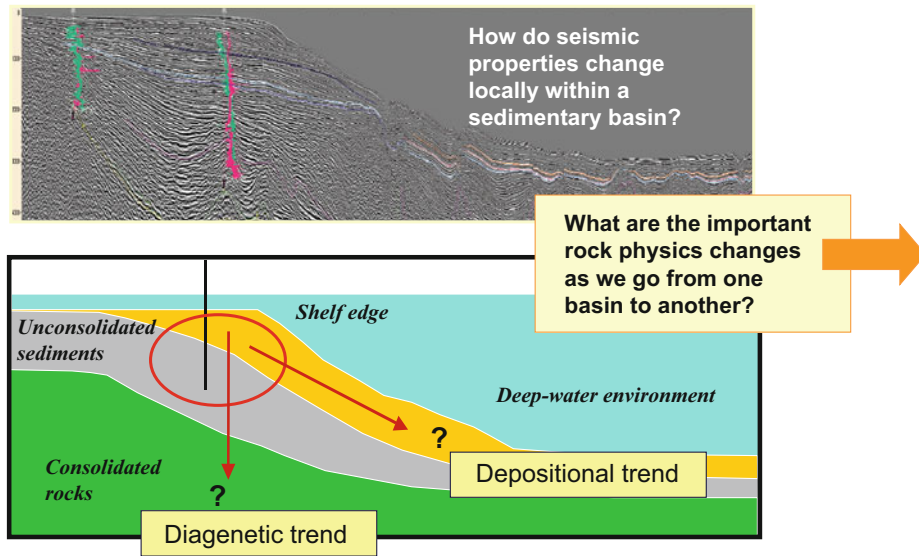 How do seismic
properties change
locally within a
sedimentary basin?
What are the important
rock physics changes
as we go from one
basin to another?
Shelf edge
Unconsolidated
sediments
Deep-water environment
?
Depositional trend
Consolidated
rocks
?
Diagenetic trend